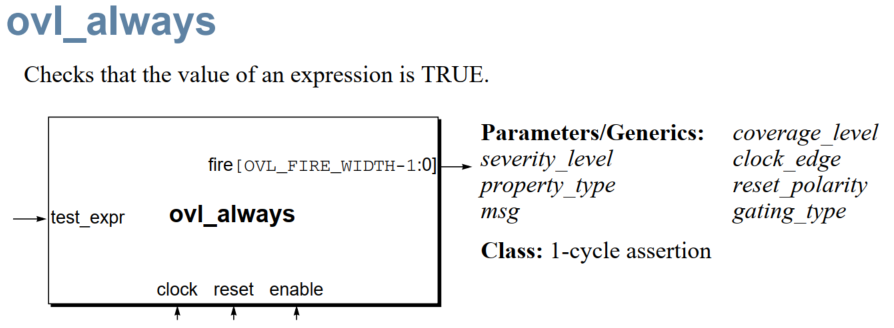 ovl_always
Checks that the value of an expression is TRUE.
fire[OVL_FIRE_WIDTH-1:0]
test_expr
ovl_always
clock reset enable
Parameters/Generics: coverage_level
severity_level clock_edge
property_type reset_polarity
msg gating_type
Class: 1-cycle assertion